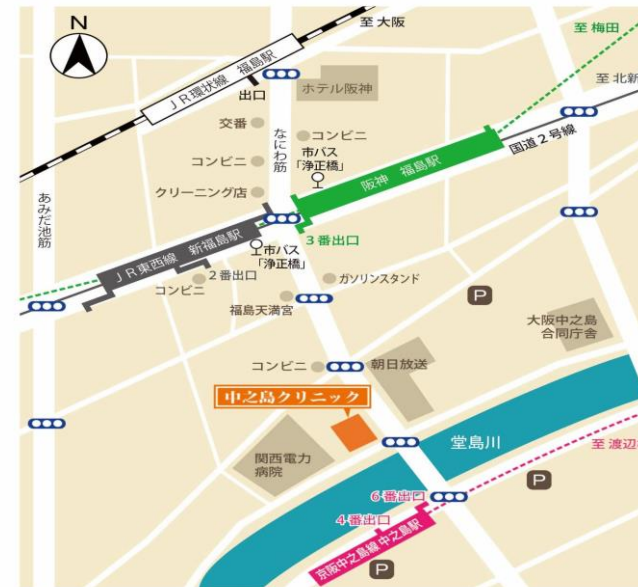 N
至 大阪
至 梅田
至 北新
JR環状線 福島駅
出口
ホテル阪神
国道2号線
交番
なにわ筋
コンビニ
市バス
「浄正橋」
コンビニ
阪神 福島駅
クリーニング店
あみだ池筋
3番出口
JR東西線 新福島駅
市バス
「浄正橋」
2番出口
コンビニ
ガソリンスタンド
福島天満宮
P
大阪中之島
合同庁舎
コンビニ
朝日放送
中之島クリニック
関西電力
病院
堂島川
至 渡辺
P
6番出口
4番出口
京阪中之島線 中之島駅
P